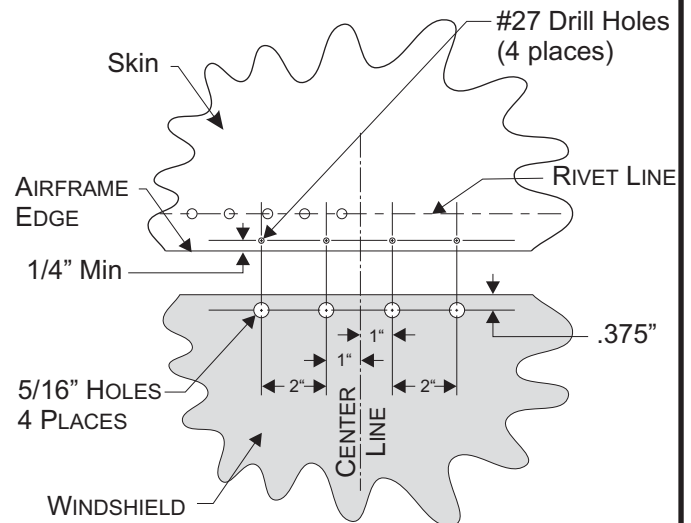 #27 Drill Holes
(4 places)
Skin
AIRFRAME
EDGE
RIVET LINE
1/4” Min
.375”
1“
1“
2“
2“
5/16” HOLES
4 PLACES
CENTER
LINE
WINDSHIELD